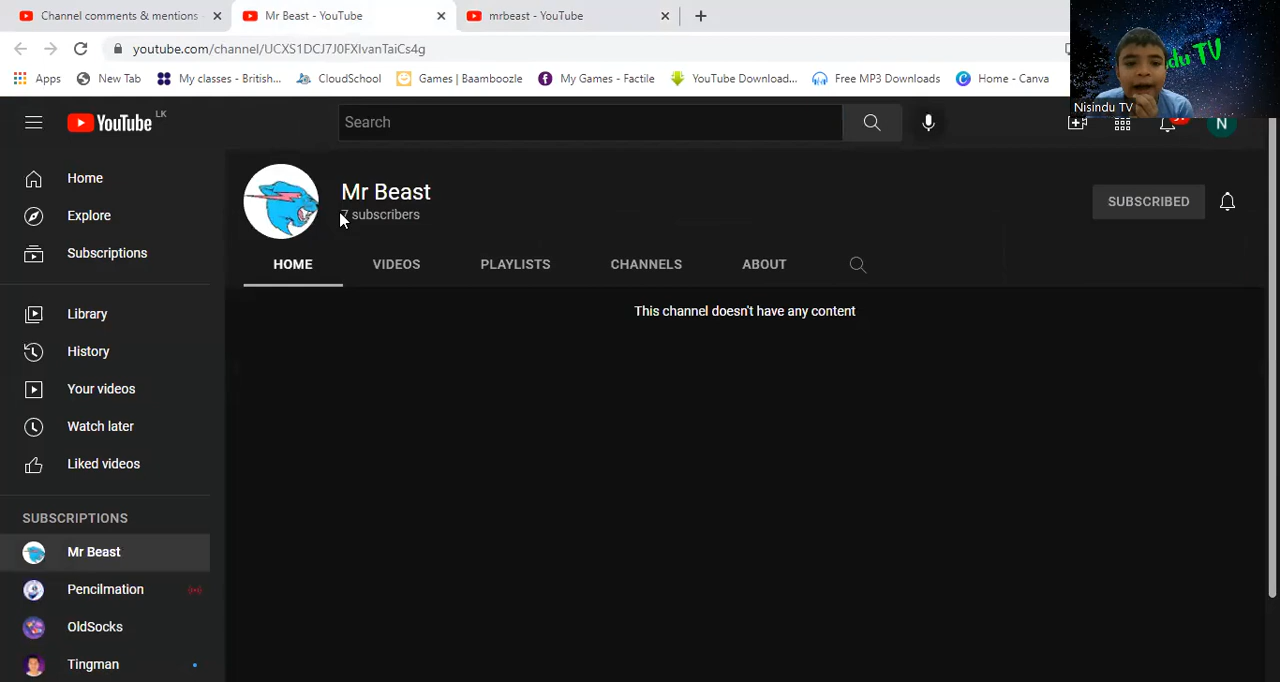 Channel comments & mentions
Mr Beast - YouTube
mrbeast - YouTube
youtube.com/channel/UCXS1DCJ7J0FXIvanTaiCs4g
Apps
New Tab
My classes - British...
CloudSchool
Games | Baamboozle
My Games - Factile
YouTube Download...
Free MP3 Downloads
Home - Canva
du TV
Nisindu TV
YouTube LK
Search
N
Home
Explore
Subscriptions
Library
History
Your videos
Watch later
Liked videos
SUBSCRIPTIONS
Mr Beast
Pencilmation
OldSocks
Tingman
Mr Beast
7 subscribers
SUBSCRIBED
HOME
VIDEOS
PLAYLISTS
CHANNELS
ABOUT
This channel doesn't have any content